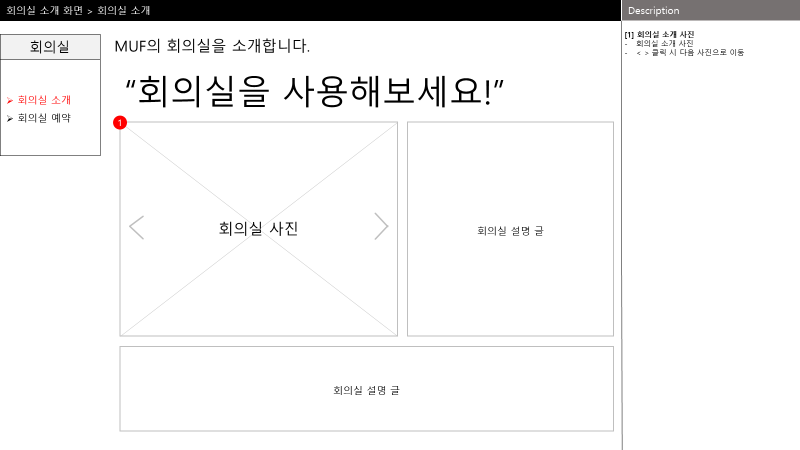 회의실 소개 화면 > 회의실 소개
Description
회의실
➢ 회의실 소개
➢ 회의실 예약
MUF의 회의실을 소개합니다.
“회의실을 사용해보세요!”
1
회의실 사진
회의실 설명 글
회의실 설명 글
[1] 회의실 소개 사진
- 회의실 소개 사진
- < > 클릭 시 다음 사진으로 이동